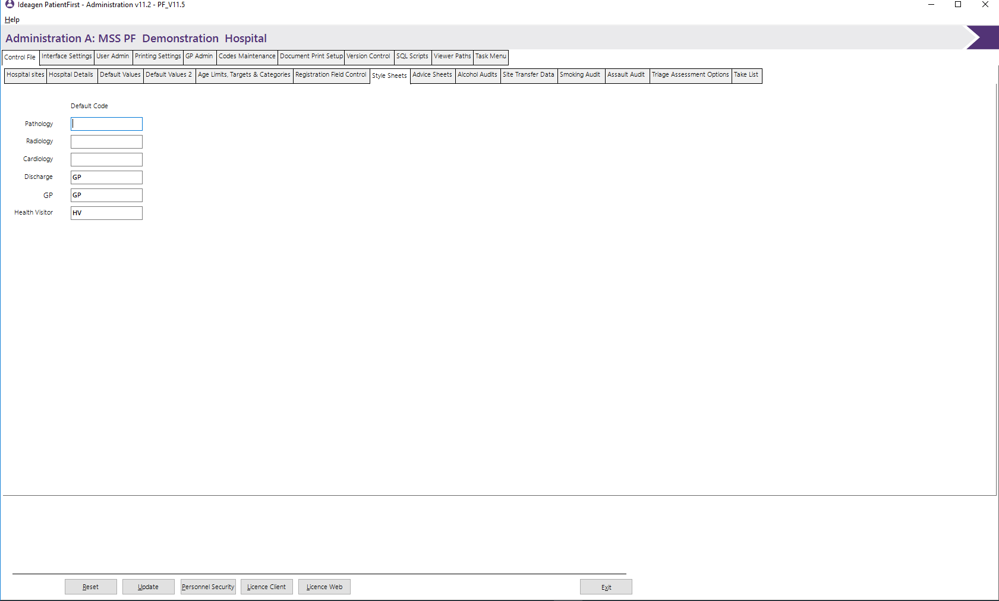 Ideagen PatientFirst - Administration v11.2 - PF_V11.5
Help
Administration A: MSS PF Demonstration Hospital
Control File Interface Settings User Admin Printing Settings GP Admin Codes Maintenance Document Print Setup Version Control SQL Scripts Viewer Paths Task Menu
Hospital sites Hospital Details Default Values Default Values 2 Age Limits, Targets & Categories Registration Field Control Style Sheets Advice Sheets Alcohol Audits Site Transfer Data Smoking Audit Assault Audit Triage Assessment Options Take List
Default Code
Pathology
Radiology
Cardiology
Discharge GP
GP GP
Health Visitor HV
Reset Update Personnel Security Licence Client Licence Web Exit